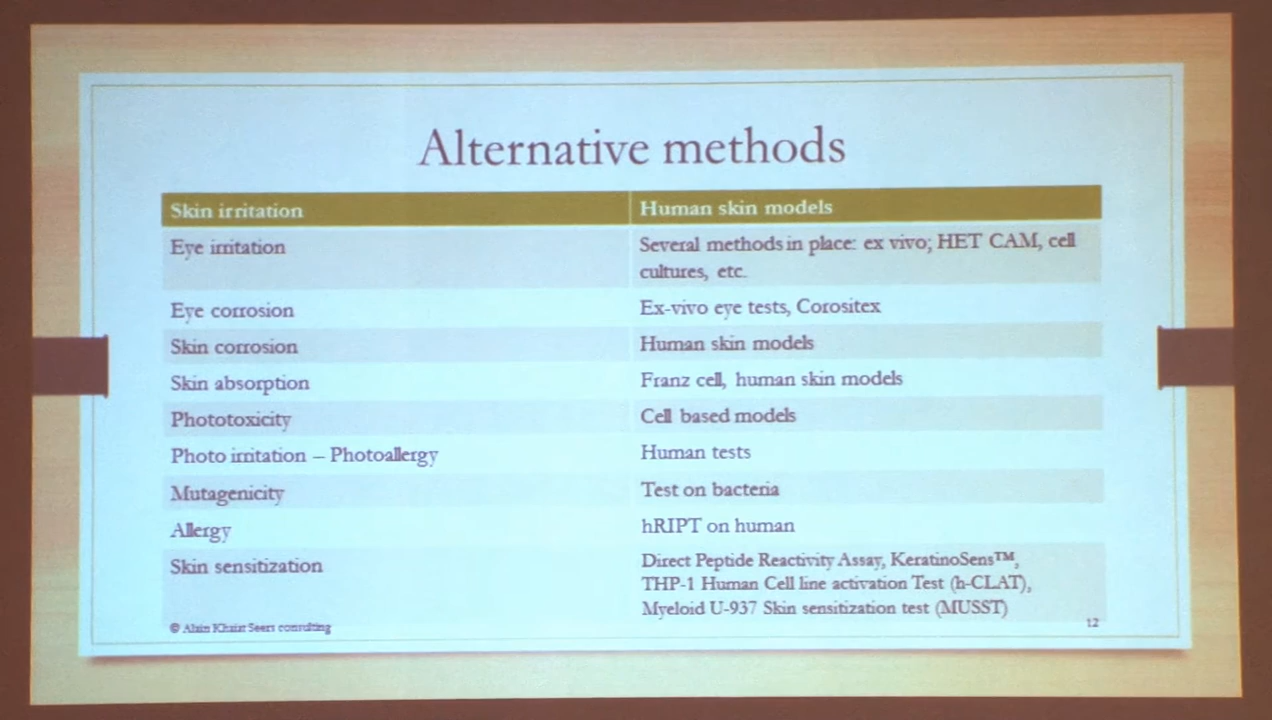 Alternative methods
Skin irritation
Human skin models
Eye irritation
Several methods in place: ex vivo; HET CAM, cell
cultures, etc.
Eye corrosion
Ex-vivo eye tests, Corositex
Skin corrosion
Human skin models
Skin absorption
Franz cell, human skin models
Phototoxicity
Cell based models
Photo irritation – Photoallergy
Human tests
Mutagenicity
Test on bacteria
Allergy
hRIPT on human
Skin sensitization
Direct Peptide Reactivity Assay, KeratinoSens™,
THP-1 Human Cell line activation Test (h-CLAT),
Myeloid U-937 Skin sensitization test (MUSST)
© Alain Khaiat Seers consulting
12